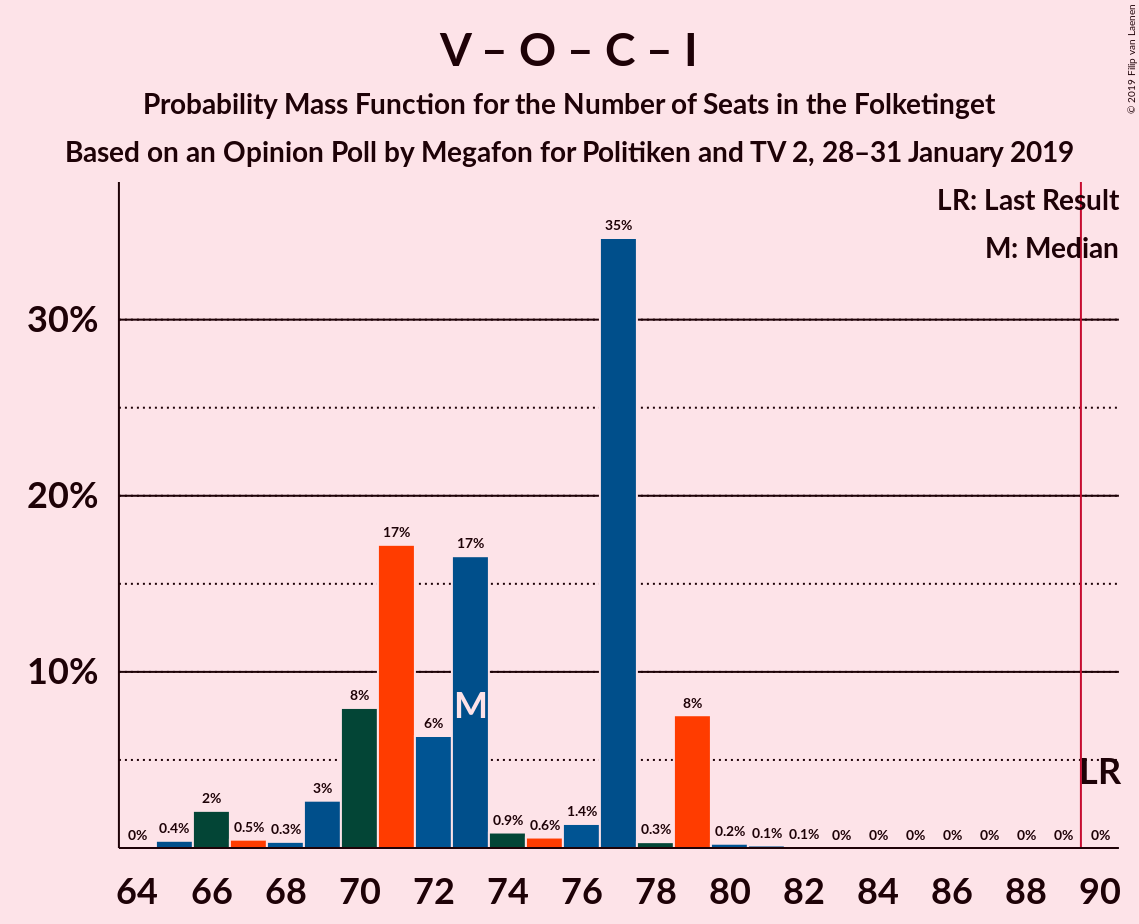 V – O – C – I
Probability Mass Function for the Number of Seats in the Folketinget
Based on an Opinion Poll by Megafon for Politiken and TV 2, 28–31 January 2019
© 2019 Filip van Laenen
LR: Last Result
M: Median
35%
30%
20%
17%
17%
10%
8%
8%
6%
M
LR
3%
2%
1.4%
0% 0.4% 0.5% 0.3% 0.9% 0.6% 0.3% 0.2% 0.1% 0.1% 0% 0% 0% 0% 0% 0% 0% 0%
64 66 68 70 72 74 76 78 80 82 84 86 88 90